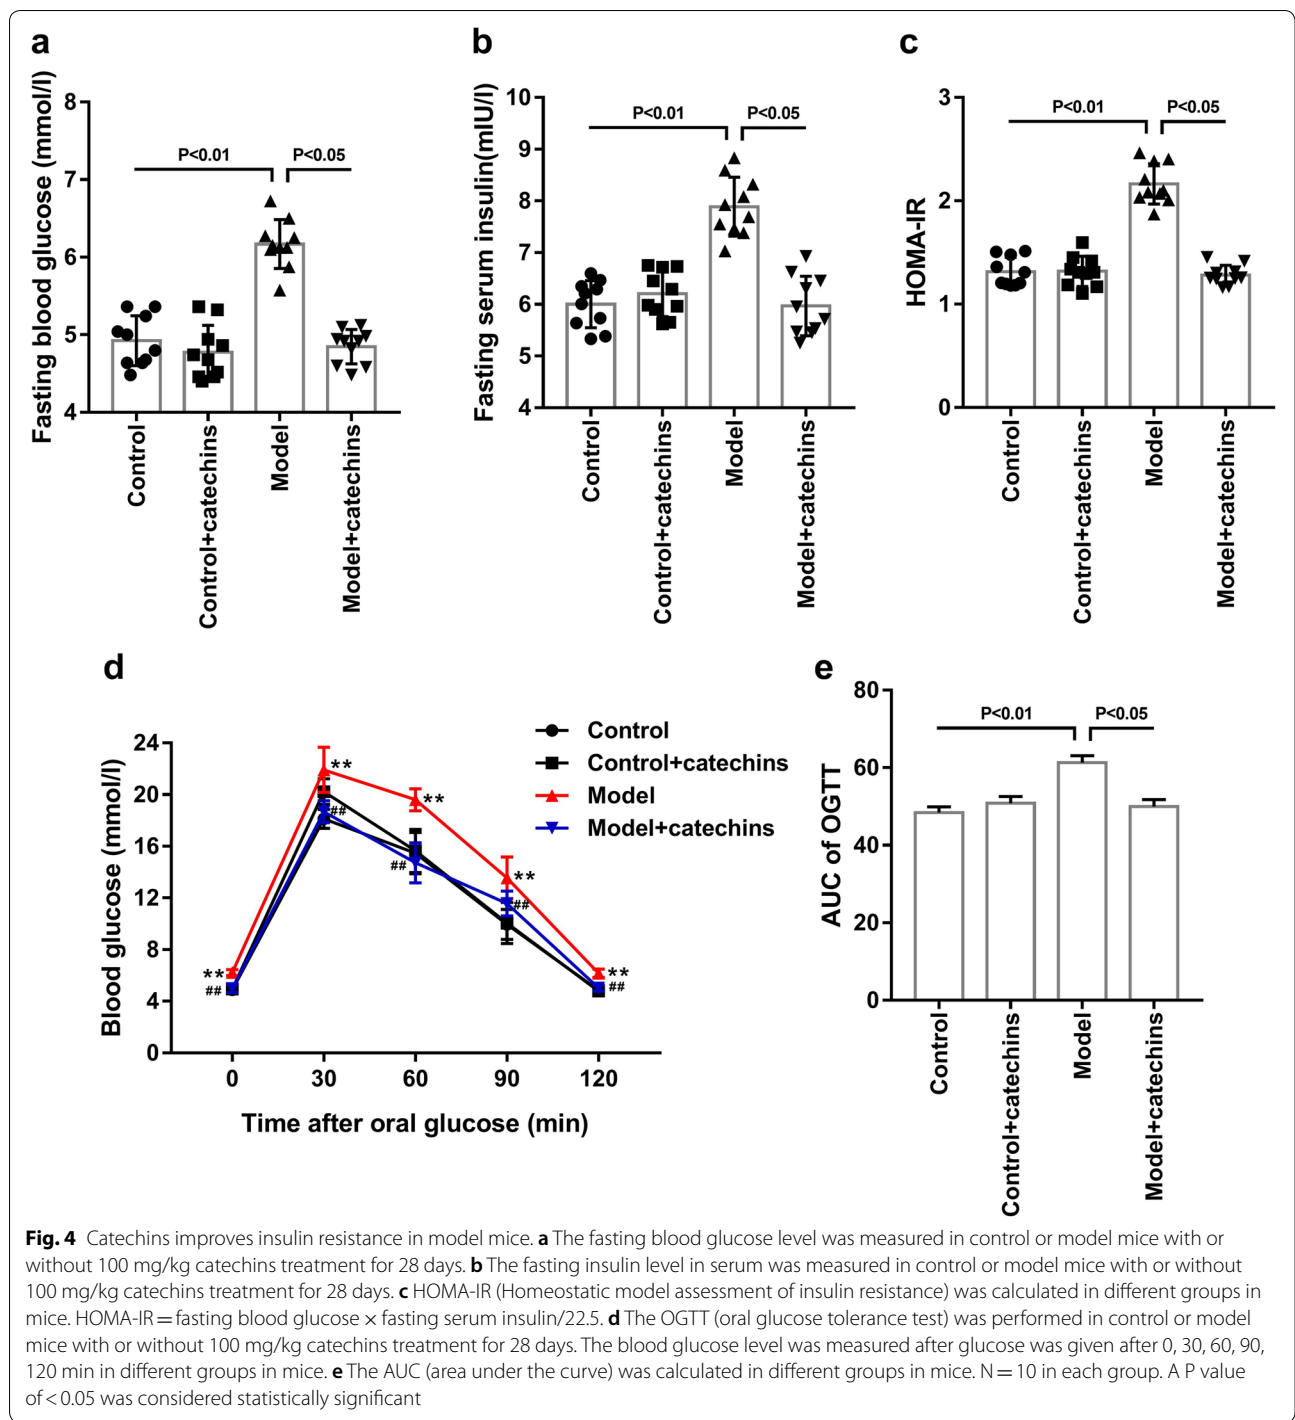 a
Fasting blood glucose (mmol/l)
8
7
6
5
4
P<0.01
P<0.05
Control
Control+catechins
Model
Model+catechins
b
Fasting serum insulin(mIU/l)
10
9
8
7
6
5
4
P<0.01
P<0.05
Control
Control+catechins
Model
Model+catechins
c
HOMA-IR
3
2
1
0
P<0.01
P<0.05
Control
Control+catechins
Model
Model+catechins
d
Blood glucose (mmol/l)
24
20
16
12
8
4
0
Control
Control+catechins
Model
Model+catechins
**
##
**
##
**
##
**
##
**
##
0 30 60 90 120
Time after oral glucose (min)
e
AUC of OGTT
80
60
40
20
0
P<0.01
P<0.05
Control
Control+catechins
Model
Model+catechins
Fig. 4 Catechins improves insulin resistance in model mice. a The fasting blood glucose level was measured in control or model mice with or
without 100 mg/kg catechins treatment for 28 days. b The fasting insulin level in serum was measured in control or model mice with or without
100 mg/kg catechins treatment for 28 days. c HOMA-IR (Homeostatic model assessment of insulin resistance) was calculated in different groups in
mice. HOMA-IR = fasting blood glucose × fasting serum insulin/22.5. d The OGTT (oral glucose tolerance test) was performed in control or model
mice with or without 100 mg/kg catechins treatment for 28 days. The blood glucose level was measured after glucose was given after 0, 30, 60, 90,
120 min in different groups in mice. e The AUC (area under the curve) was calculated in different groups in mice. N = 10 in each group. A P value
of < 0.05 was considered statistically significant